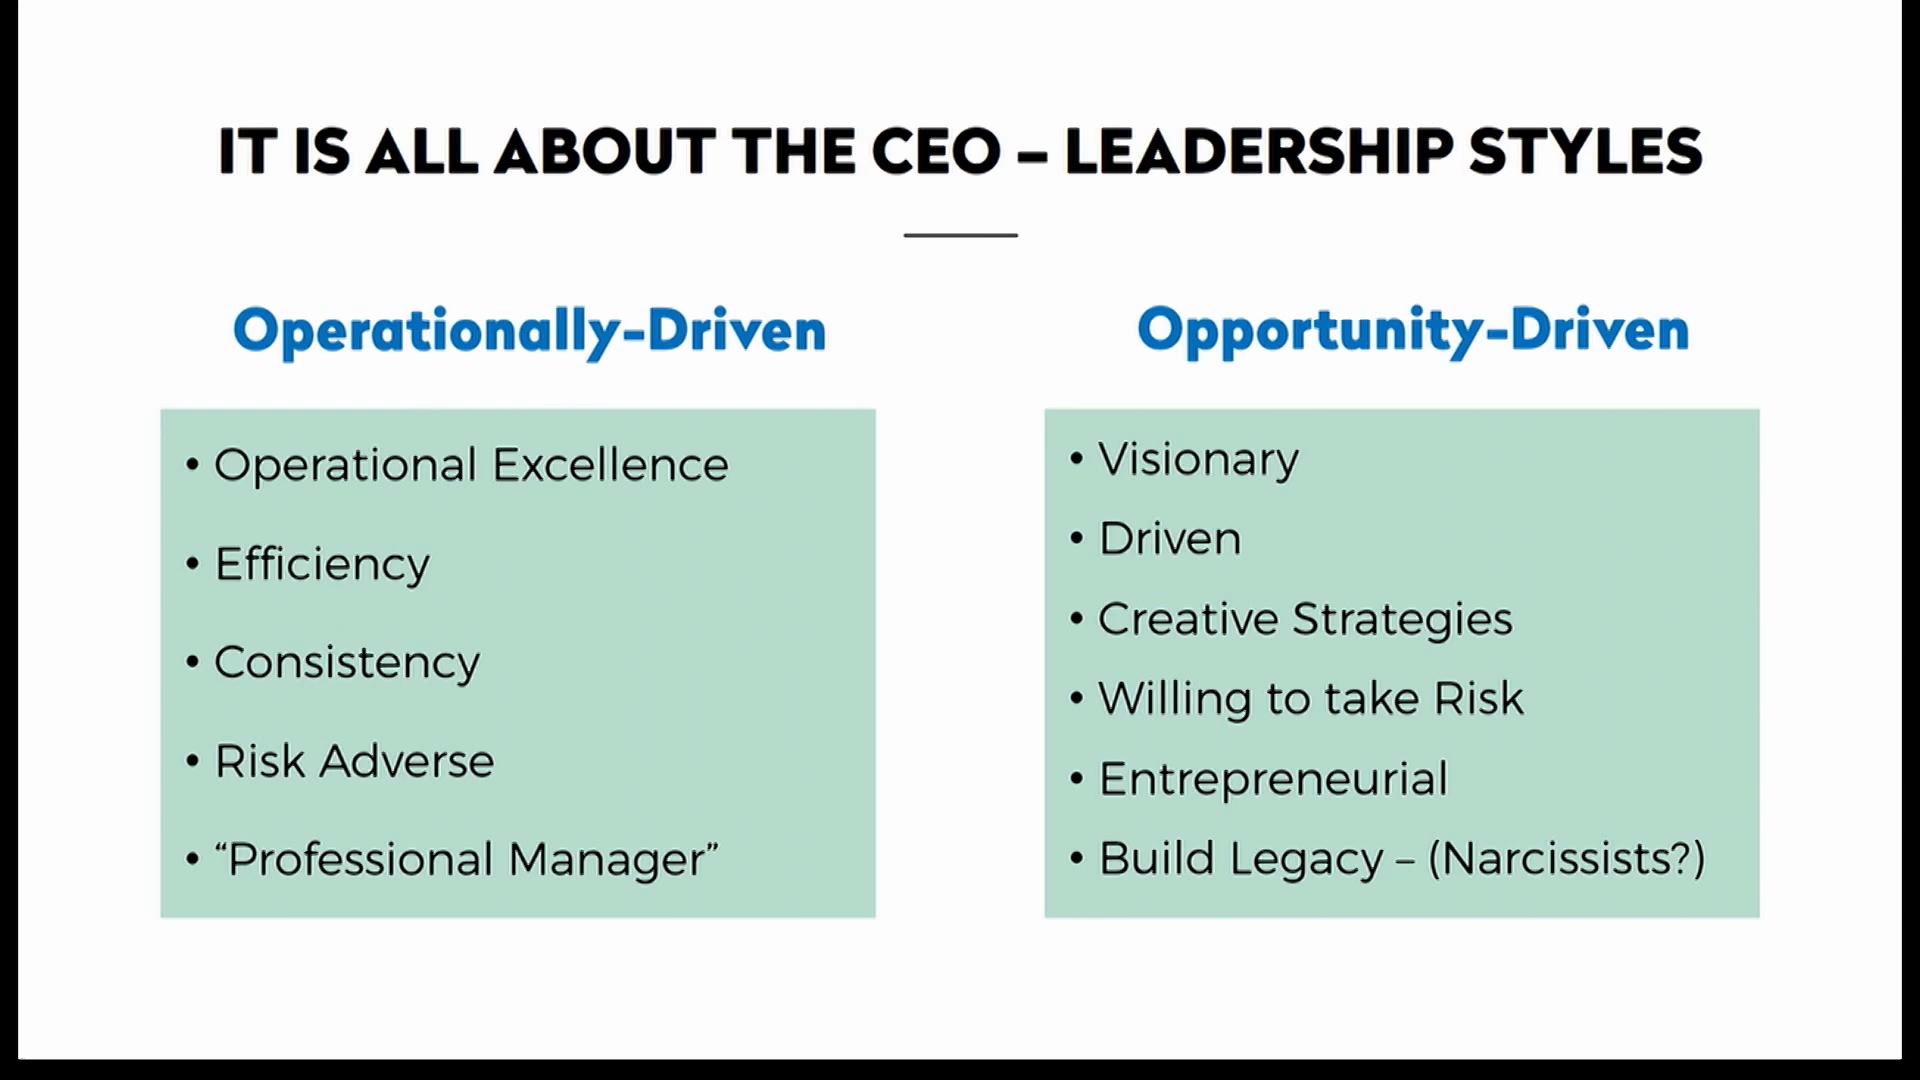 IT IS ALL ABOUT THE CEO – LEADERSHIP STYLES
Operationally-Driven
• Operational Excellence
• Efficiency
• Consistency
• Risk Adverse
• “Professional Manager”
Opportunity-Driven
• Visionary
• Driven
• Creative Strategies
• Willing to take Risk
• Entrepreneurial
• Build Legacy – (Narcissists?)